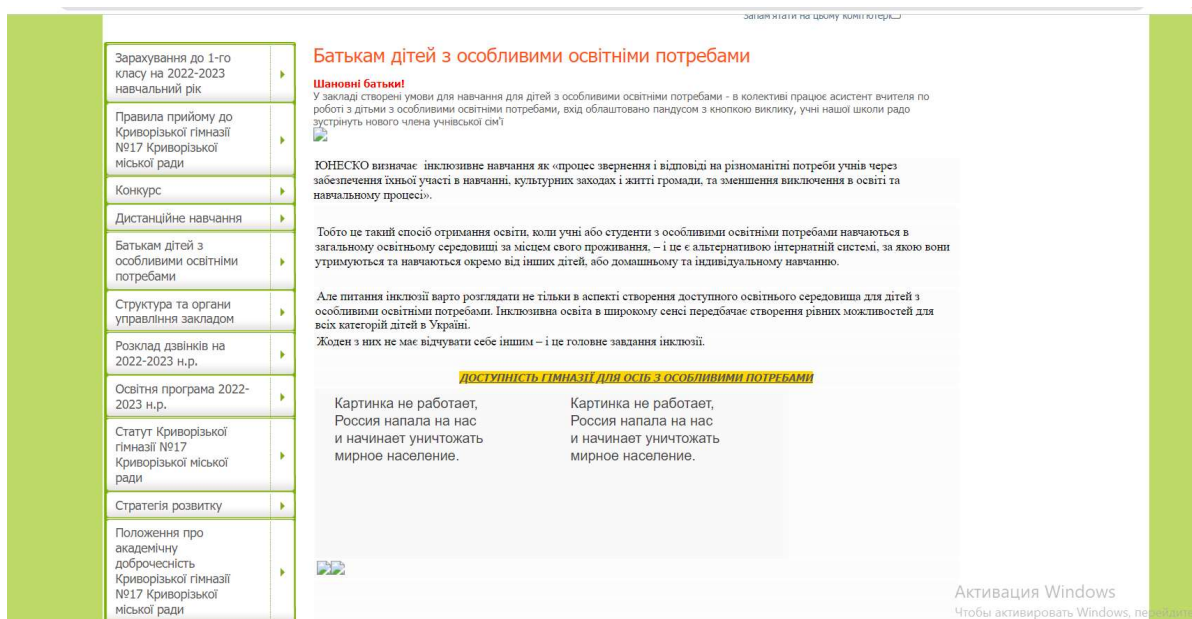 Запам'ятати на цьому комп'ютері
Зарахування до 1-го
класу на 2022-2023
навчальний рік
Правила прийому до
Криворізької гімназії
№17 Криворізької
міської ради
Конкурс
Дистанційне навчання
Батькам дітей з
особливими освітніми
потребами
Структура та органи
управління закладом
Розклад дзвінків на
2022-2023 н.р.
Освітня програма 2022-
2023 н.р.
Статут Криворізької
гімназії №17
Криворізької міської
ради
Стратегія розвитку
Положення про
академічну
доброчесність
Криворізької гімназії
№17 Криворізької
міської ради
Батькам дітей з особливими освітніми потребами
Шановні батьки!
У закладі створені умови для навчання для дітей з особливими освітніми потребами - в колективі працює асистент вчителя по
роботі з дітьми з особливими освітніми потребами, вхід облаштовано пандусом з кнопкою виклику, учні нашої школи радо
зустрінуть нового члена учнівської сім'ї
ЮНЕСКО визначає інклюзивне навчання як «процес звернення і відповіді на різноманітні потреби учнів через
забезпечення їхньої участі в навчанні, культурних заходах і житті громади, та зменшення виключення в освіті та
навчальному процесі».
Тобто це такий спосіб отримання освіти, коли учні або студенти з особливими освітніми потребами навчаються в
загальному освітньому середовищі за місцем свого проживання, – і це є альтернативою інтернатній системі, за якою вони
утримуються та навчаються окремо від інших дітей, або домашньому та індивідуальному навчанню.
Але питання інклюзії варто розглядати не тільки в аспекті створення доступного освітнього середовища для дітей з
особливими освітніми потребами. Інклюзивна освіта в широкому сенсі передбачає створення рівних можливостей для
всіх категорій дітей в Україні.
Жоден з них не має відчувати себе іншим – і це головне завдання інклюзії.
ДОСТУПНІСТЬ ГІМНАЗІЇ ДЛЯ ОСІБ З ОСОБЛИВИМИ ПОТРЕБАМИ
Картинка не работает,
Россия напала на нас
и начинает уничтожать
мирное население.
Картинка не работает,
Россия напала на нас
и начинает уничтожать
мирное население.
Активация Windows
Чтобы активировать Windows,